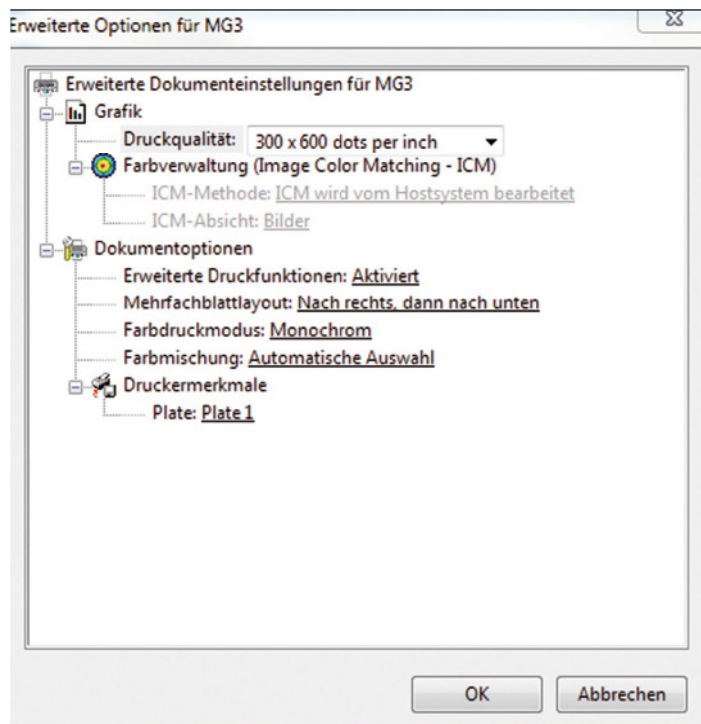 Erweiterte Optionen für MG3
Erweiterte Dokumenteinstellungen für MG3
Grafik
Druckqualität: 300 x 600 dots per inch
Farbverwaltung (Image Color Matching - ICM)
ICM-Methode: ICM wird vom Hostsystem bearbeitet
ICM-Absicht: Bilder
Dokumentoptionen
Erweiterte Druckfunktionen: Aktiviert
Mehrfachblattlayout: Nach rechts, dann nach unten
Farbdruckmodus: Monochrom
Farbmischung: Automatische Auswahl
Druckermerkmale
Plate: Plate 1
OK Abbrechen